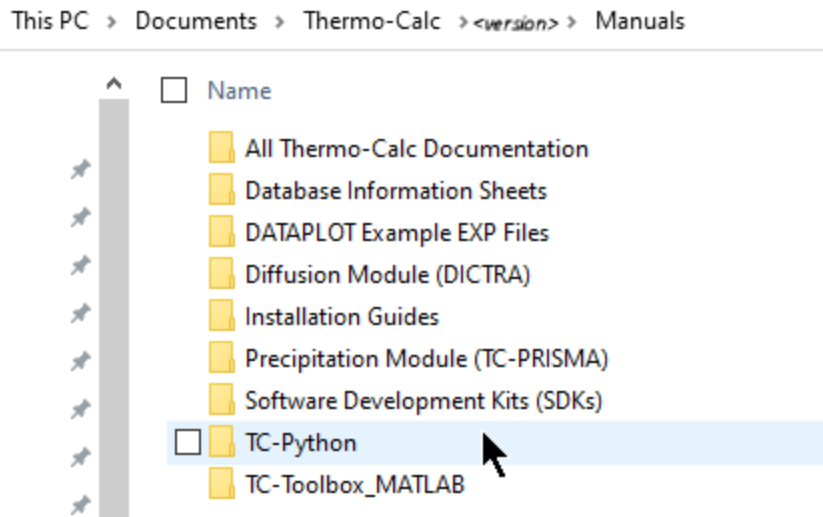 This PC > Documents > Thermo-Calc > <version> > Manuals
Name
All Thermo-Calc Documentation
Database Information Sheets
DATAPLOT Example EXP Files
Diffusion Module (DICTRA)
Installation Guides
Precipitation Module (TC-PRISMA)
Software Development Kits (SDKs)
TC-Python
TC-Toolbox_MATLAB